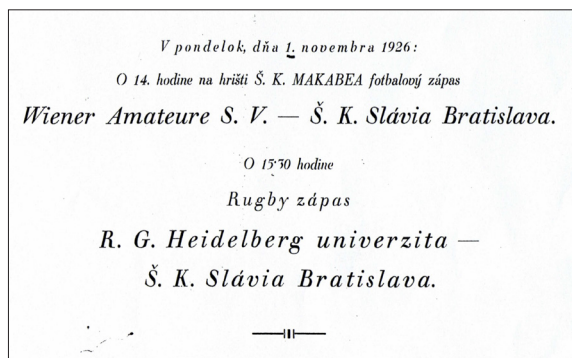 V pondelok, dňa 1. novembra 1926:
O 14. hodine na hrišti Š. K. MAKABEA fotbalový zápas
Wiener Amateure S. V. — Š. K. Slávia Bratislava.
O 15·30 hodine
Rugby zápas
R. G. Heidelberg univerzita —
Š. K. Slávia Bratislava.